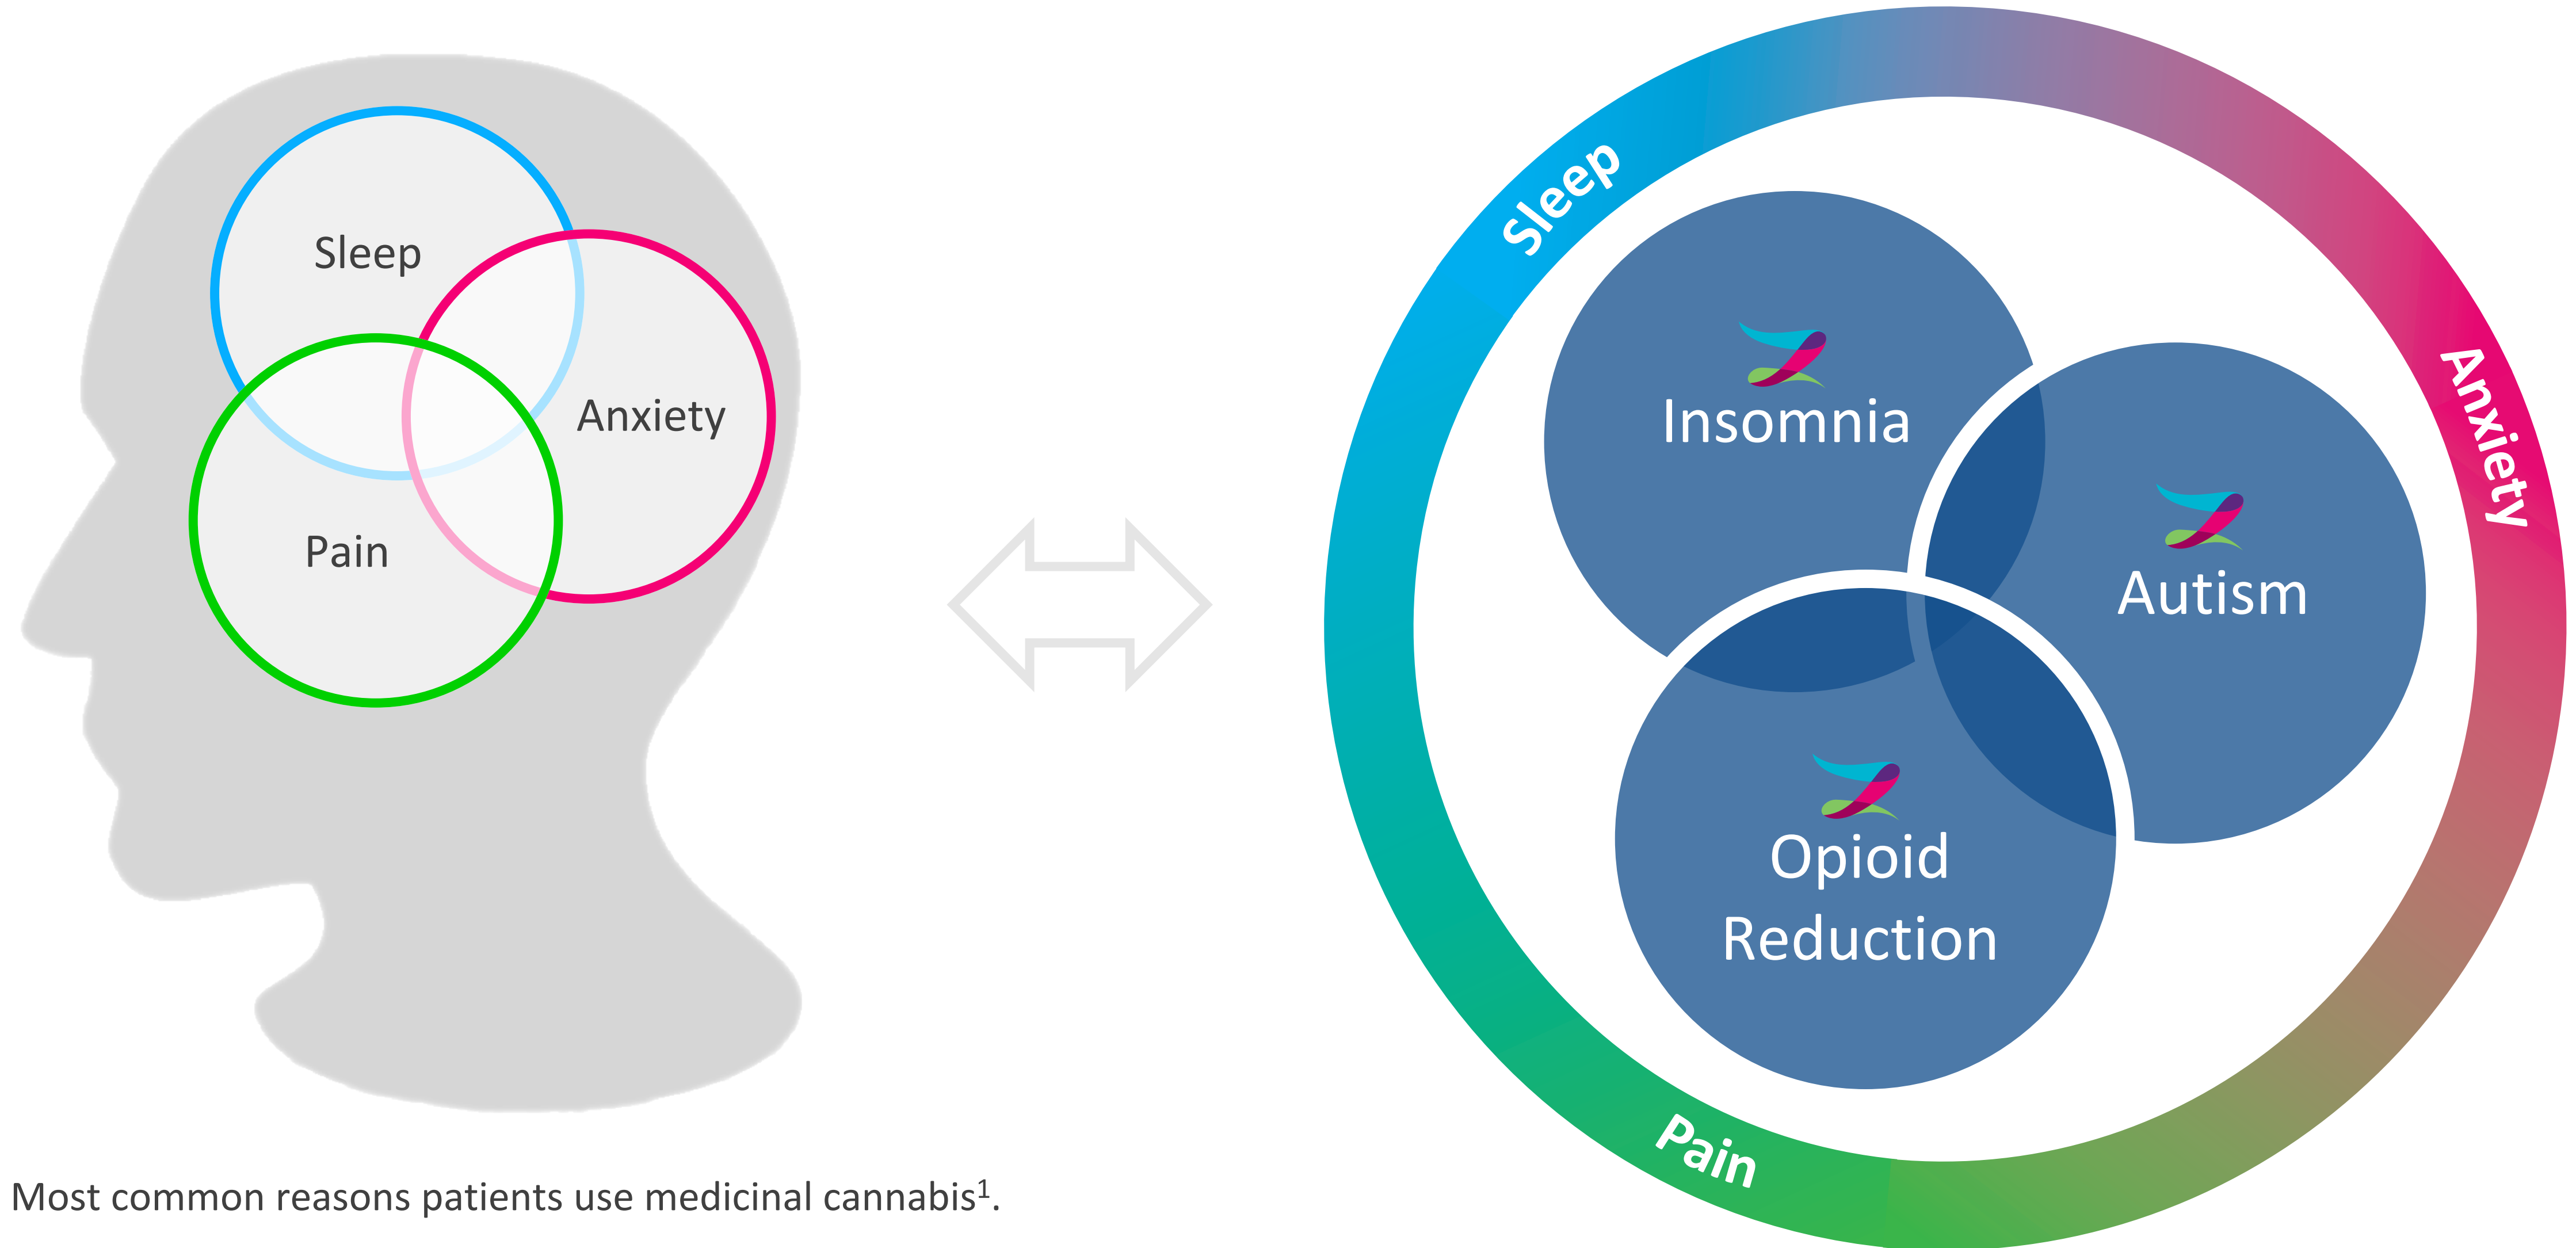 Sleep
Anxiety
Pain
Most common reasons patients use medicinal cannabis¹.
Sleep
Anxiety
Pain
Insomnia
Autism
Opioid
Reduction